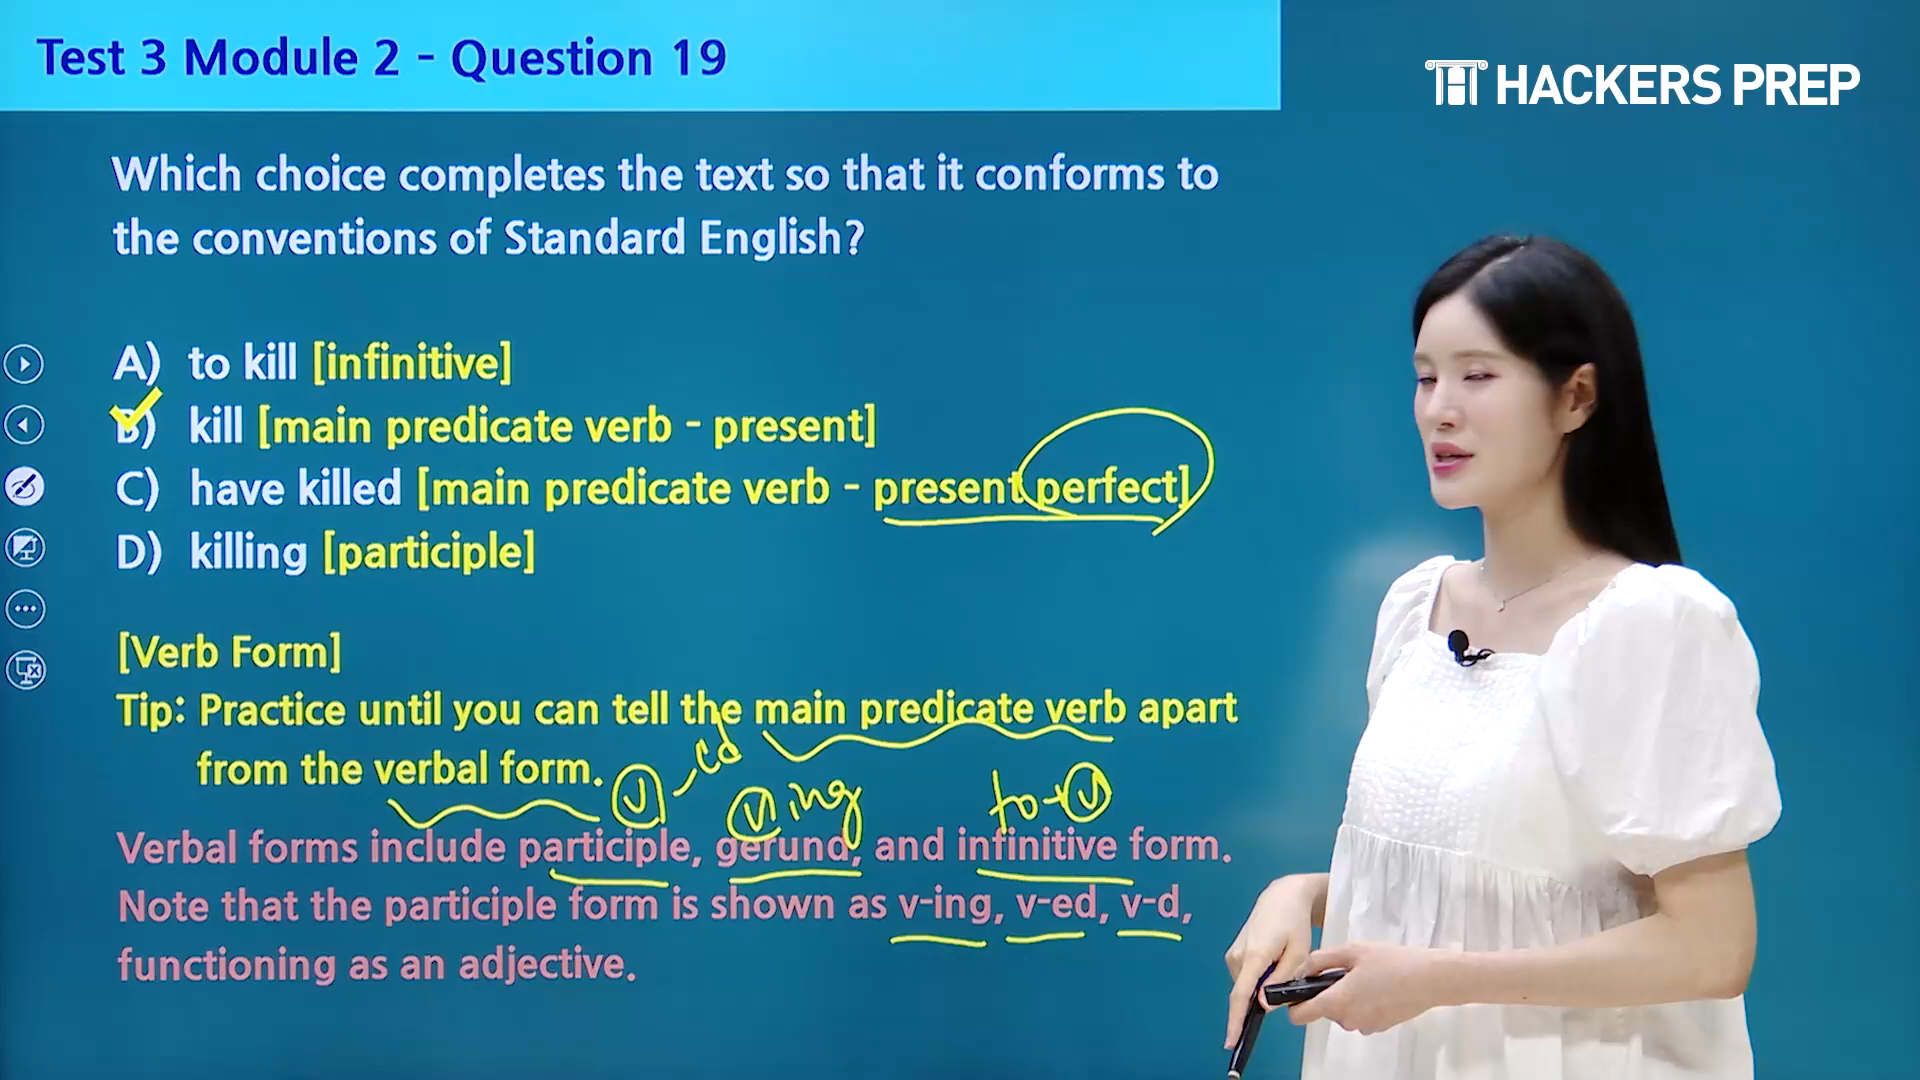 Test 3 Module 2 - Question 19
HACKERS PREP
Which choice completes the text so that it conforms to
the conventions of Standard English?
A) to kill [infinitive]
B) kill [main predicate verb - present]
C) have killed [main predicate verb - present perfect]
D) killing [participle]
[Verb Form]
Tip: Practice until you can tell the main predicate verb apart
from the verbal form.
v-ed
v ing
to+v
Verbal forms include participle, gerund, and infinitive form.
Note that the participle form is shown as v-ing, v-ed, v-d,
functioning as an adjective.